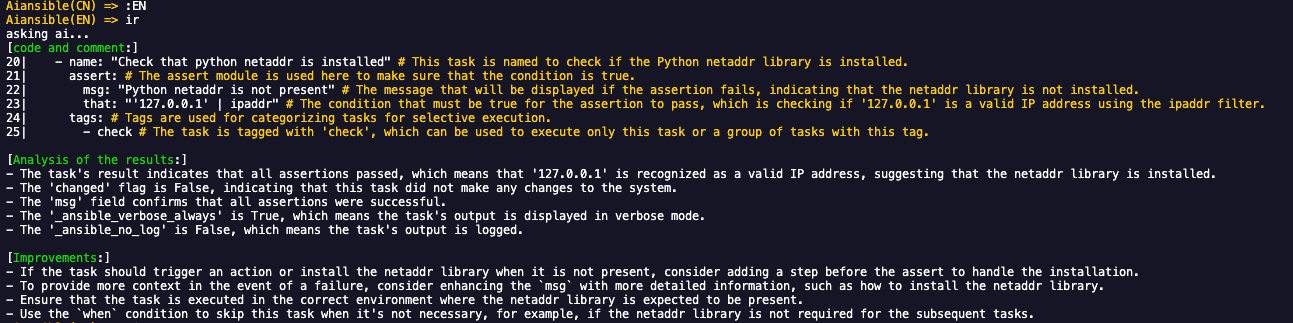 Aiansible(CN) => :EN
Aiansible(EN) => ir
asking ai...
[code and comment:]
20|    - name: "Check that python netaddr is installed" # This task is named to check if the Python netaddr library is installed.
21|      assert: # The assert module is used here to make sure that the condition is true.
22|        msg: "Python netaddr is not present" # The message that will be displayed if the assertion fails, indicating that the netaddr library is not installed.
23|        that: "'127.0.0.1' | ipaddr" # The condition that must be true for the assertion to pass, which is checking if '127.0.0.1' is a valid IP address using the ipaddr filter.
24|      tags: # Tags are used for categorizing tasks for selective execution.
25|        - check # The task is tagged with 'check', which can be used to execute only this task or a group of tasks with this tag.
[Analysis of the results:]
- The task's result indicates that all assertions passed, which means that '127.0.0.1' is recognized as a valid IP address, suggesting that the netaddr library is installed.
- The 'changed' flag is False, indicating that this task did not make any changes to the system.
- The 'msg' field confirms that all assertions were successful.
- The '_ansible_verbose_always' is True, which means the task's output is displayed in verbose mode.
- The '_ansible_no_log' is False, which means the task's output is logged.
[Improvements:]
- If the task should trigger an action or install the netaddr library when it is not present, consider adding a step before the assert to handle the installation.
- To provide more context in the event of a failure, consider enhancing the `msg` with more detailed information, such as how to install the netaddr library.
- Ensure that the task is executed in the correct environment where the netaddr library is expected to be present.
- Use the `when` condition to skip this task when it's not necessary, for example, if the netaddr library is not required for the subsequent tasks.